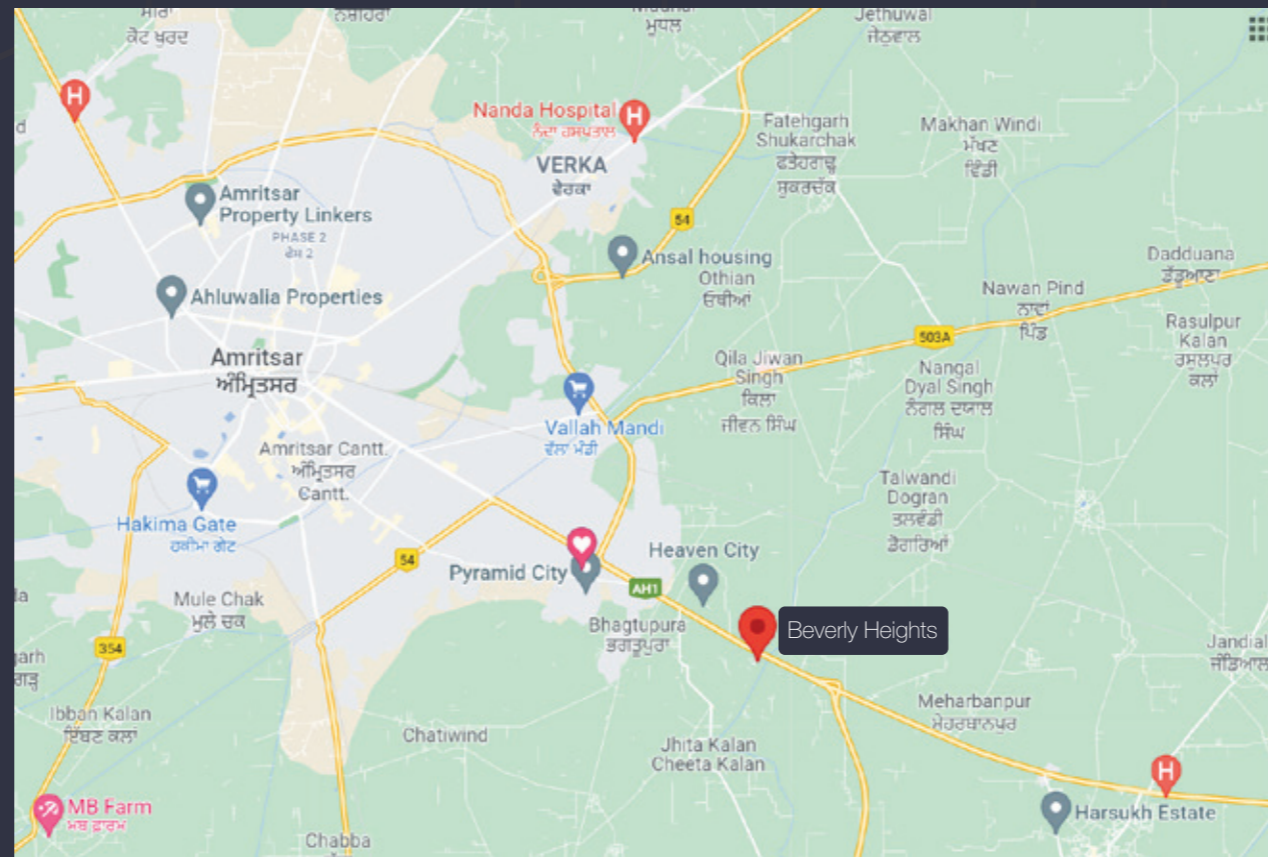 ਕੋਟ ਖੁਰਦ
ਮੁਧਲ
Jethuwal
ਜੇਠੂਵਾਲ
H
Nanda Hospital
ਨੰਦਾ ਹਸਪਤਾਲ
H
VERKA
ਵੇਰਕਾ
Fatehgarh
Shukarchak
ਫਤੇਹਗੜ੍ਹ
ਸੁਕਰਚੱਕ
Makhan Windi
ਮੱਖਣ
ਵਿੰਡੀ
Amritsar
Property Linkers
PHASE 2
ਫੇਸ 2
54
Ansal housing
Othian
ਓਥੀਆਂ
Dadduana
ਡੱਡੂਆਣਾ
Nawan Pind
ਨਾਵਾਂ
ਪਿੰਡ
Ahluwalia Properties
503A
Rasulpur
Kalan
ਰਸੂਲਪਰ
ਕਲਾਂ
Amritsar
ਅੰਮ੍ਰਿਤਸਰ
Qila Jiwan
Singh
ਕਿਲਾ
ਜੀਵਨ ਸਿੰਘ
Nangal
Dyal Singh
ਨੰਗਲ ਦਯਾਲ
ਸਿੰਘ
Vallah Mandi
ਵੱਲਾ ਮੰਡੀ
Amritsar Cantt.
ਅੰਮ੍ਰਿਤਸਰ
Cantt.
Talwandi
Dogran
ਤਲਵੰਡੀ
ਡੋਗਰਿਆਂ
Hakima Gate
ਹਕੀਮਾ ਗੇਟ
54
Pyramid City
Heaven City
AH1
Mule Chak
ਮੁਲੇ ਚਕ
Bhagtupura
ਭਗਤੂਪੁਰਾ
Beverly Heights
354
Jandial
ਜੰਡਿਆਲ
Ibban Kalan
ਇੱਬਣ ਕਲਾਂ
Chatiwind
Jhita Kalan
Cheeta Kalan
Meharbanpur
ਮੇਹਰਬਾਨਪੁਰ
H
MB Farm
ਮਬ ਫ਼ਾਰਮ
Harsukh Estate
Chabba